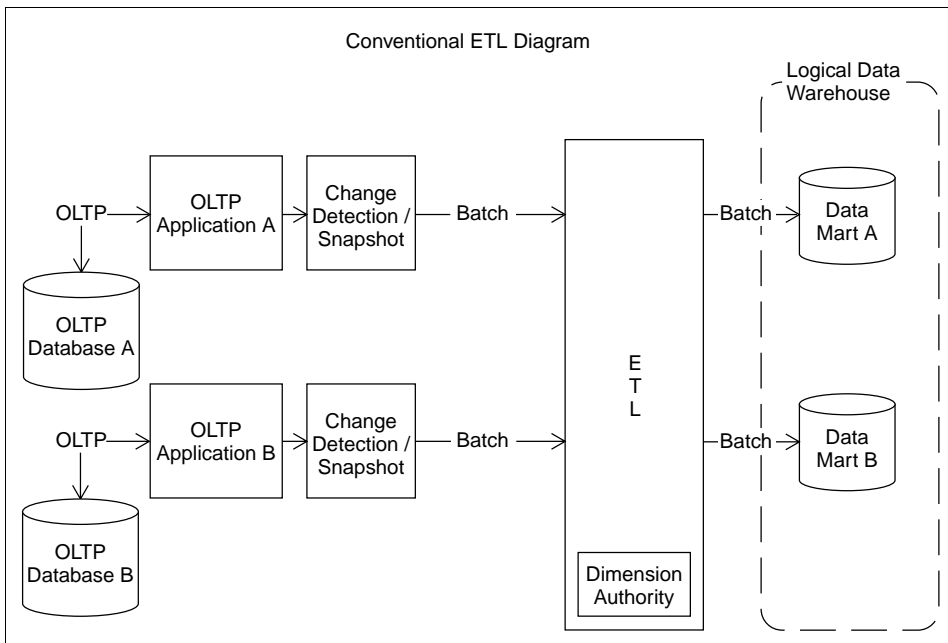 Conventional ETL Diagram
Logical Data
Warehouse
OLTP
OLTP
Application A
Change
Detection /
Snapshot
Batch
Batch
Data
Mart A
OLTP
Database A
E
T
L
OLTP
OLTP
Application B
Change
Detection /
Snapshot
Batch
Batch
Data
Mart B
OLTP
Database B
Dimension
Authority